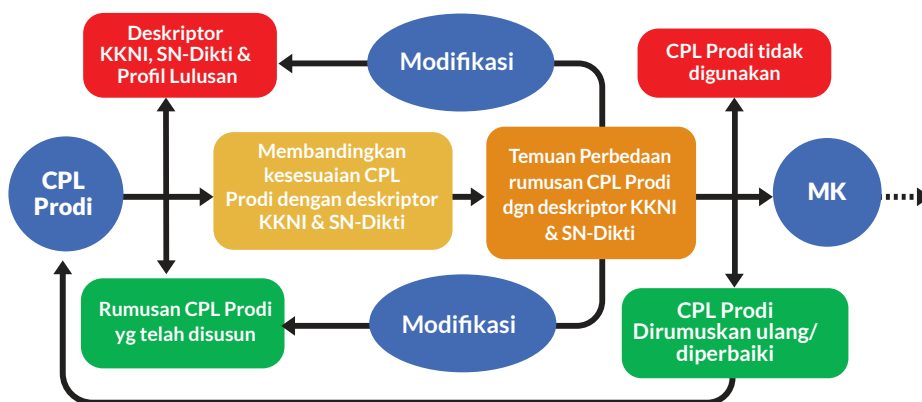 Deskriptor
KKNI, SN-Dikti
& Profil Lulusan
Modifikasi
CPL Prodi tidak
digunakan
CPL
Prodi
Membandingkan
kesesuaian CPL
Prodi dengan deskriptor
KKNI & SN-Dikti
Temuan Perbedaan
rumusan CPL Prodi
dgn deskriptor KKNI
& SN-Dikti
MK
Rumusan CPL Prodi
yg telah disusun
Modifikasi
CPL Prodi
Dirumuskan ulang/
diperbaiki